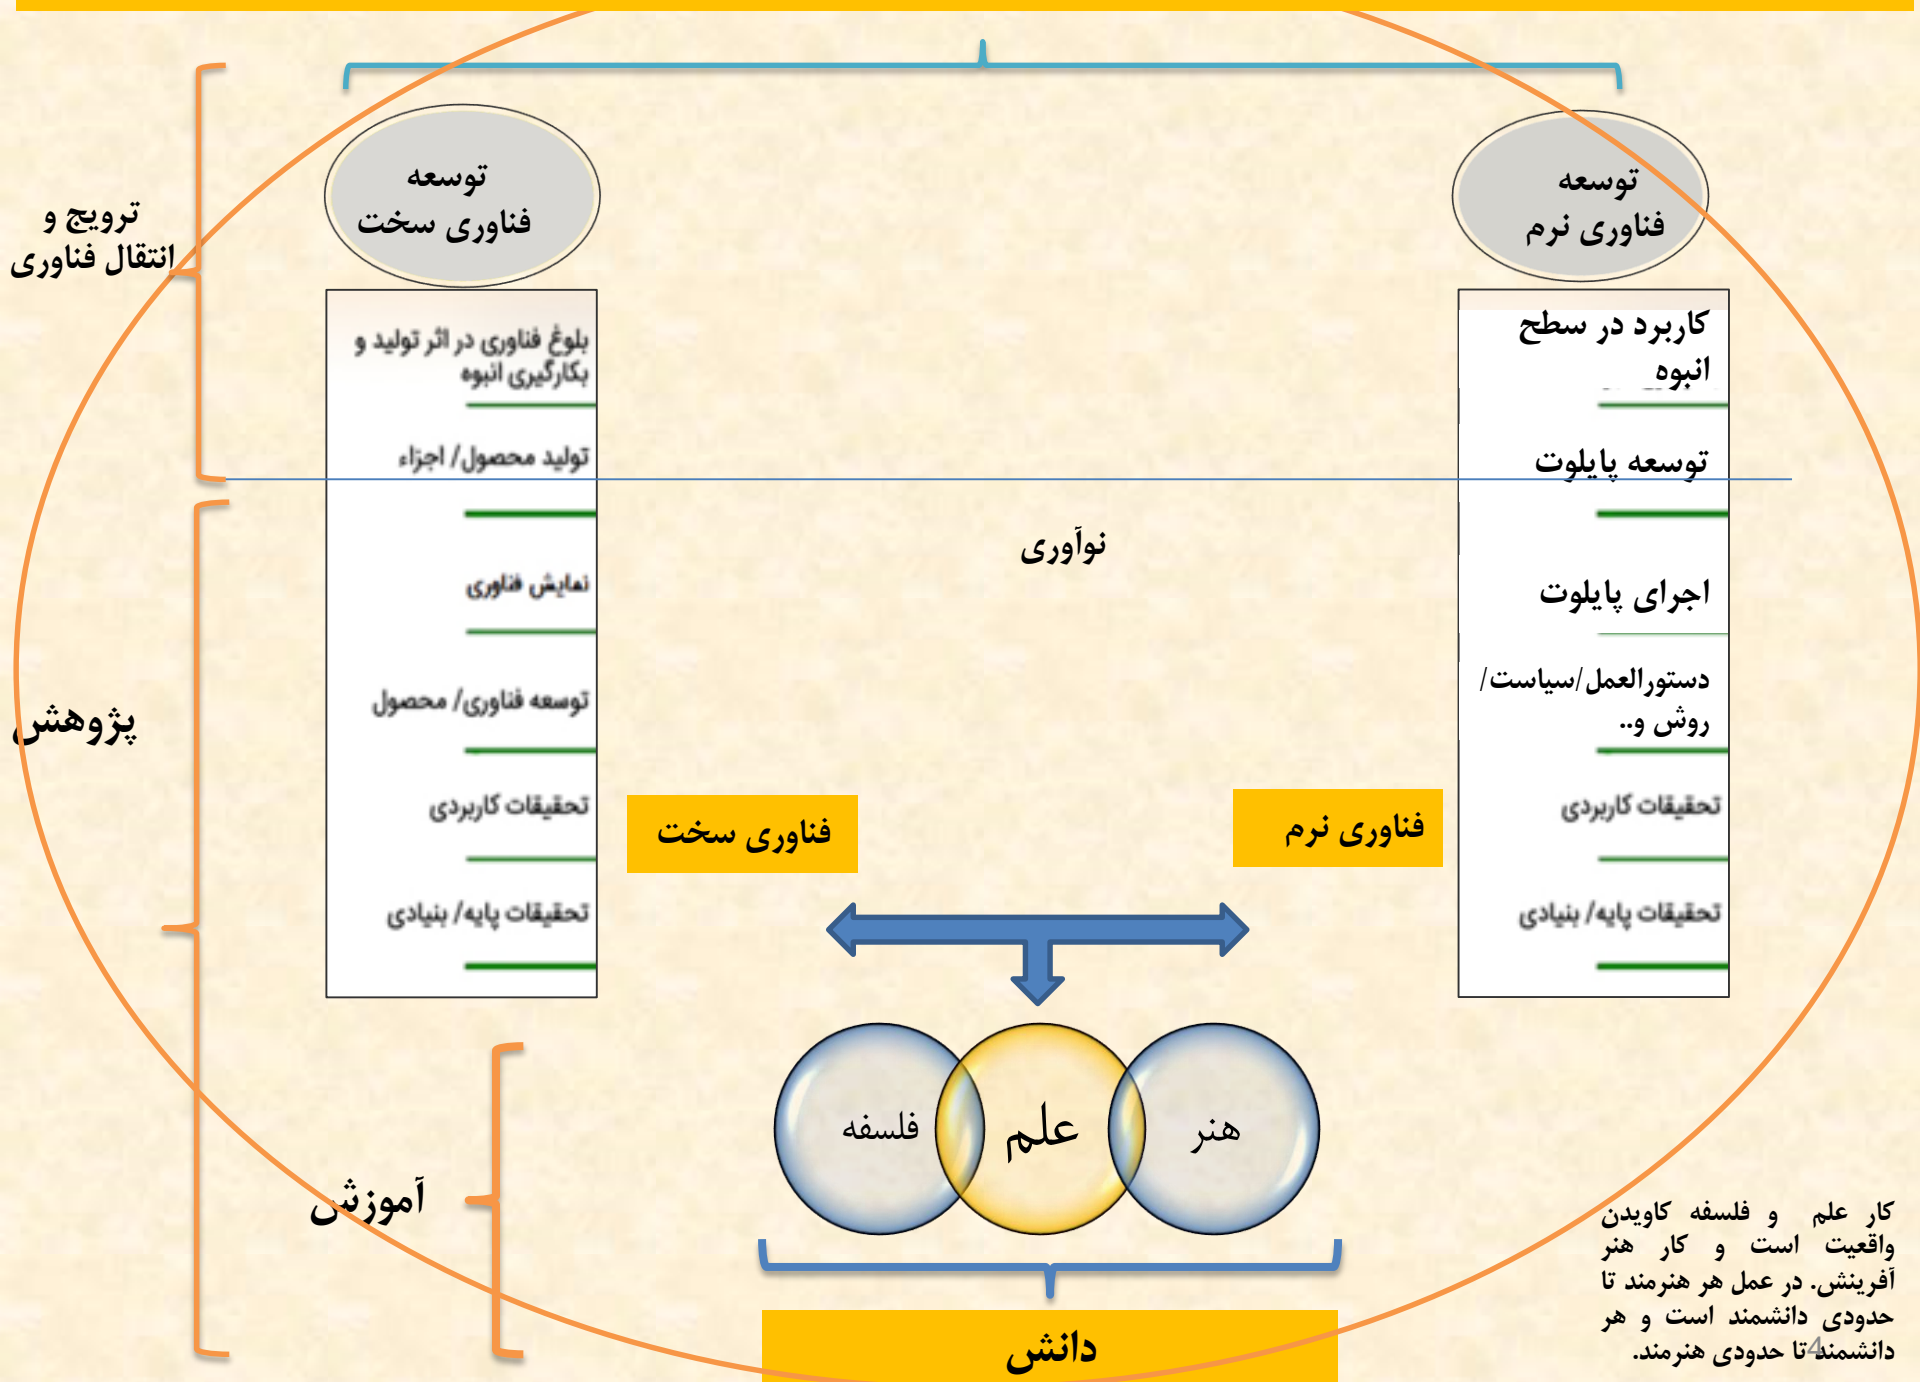 توسعه
فناوری نرم
توسعه
فناوری سخت
ترویج و
انتقال فناوری
کاربرد در سطح
انبوه
توسعه پایلوت
اجرای پایلوت
دستورالعمل/سیاست/
روش و..
تحقیقات کاربردی
تحقیقات پایه/ بنیادی
نوآوری
بلوغ فناوری در اثر تولید و
بکارگیری انبوه
تولید محصول/ اجزاء
نمایش فناوری
توسعه فناوری/ محصول
تحقیقات کاربردی
تحقیقات پایه/ بنیادی
پژوهش
فناوری نرم
فناوری سخت
هنر
علم
فلسفه
آموزش
دانش
کار علم و فلسفه کاویدن
واقعیت است و کار هنر
آفرینش. در عمل هر هنرمند تا
حدودی دانشمند است و هر
دانشمند تا حدودی هنرمند.
4